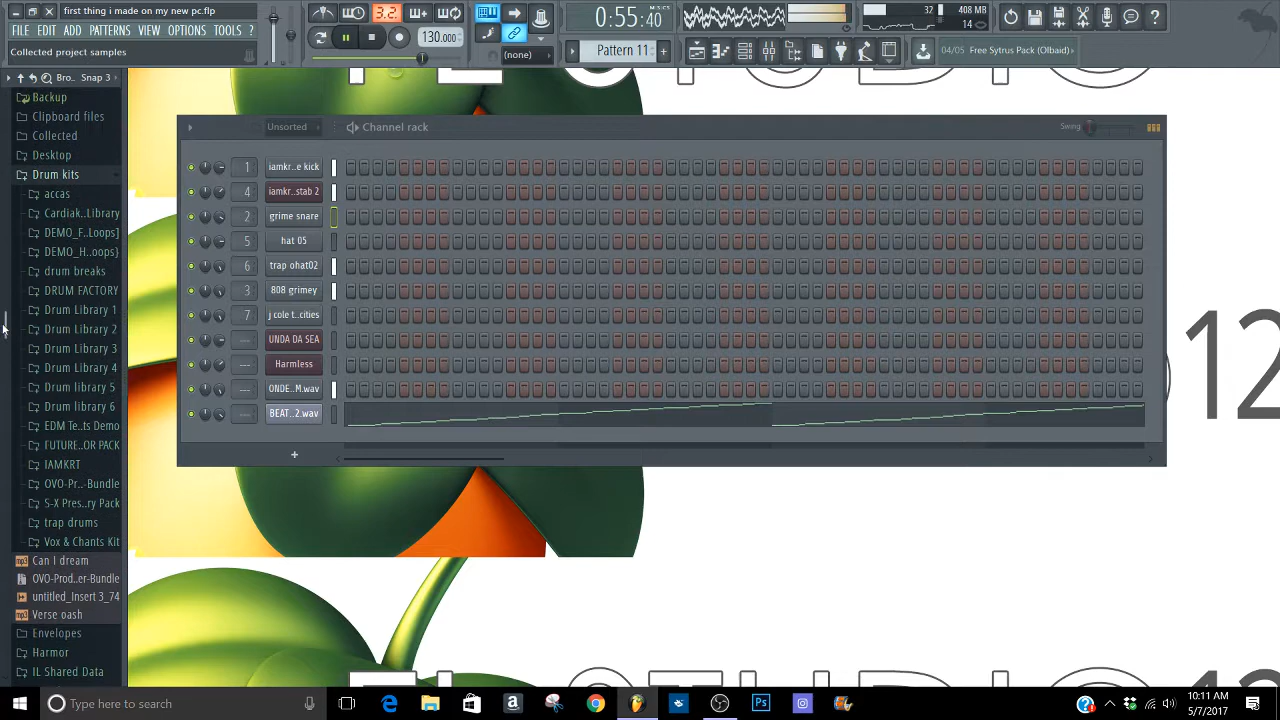 first thing i made on my new pc.flp
FILE EDIT ADD PATTERNS VIEW OPTIONS TOOLS ?
Collected project samples
3.2
130.000
0:55:40
M:S:CS
(none)
Pattern 11
32
408 MB
14
04/05 Free Sytrus Pack (Olbaid)
Bro.. Snap 3
Backup
Clipboard files
Collected
Desktop
Drum kits
accas
Cardiak..Library
DEMO_F..Loops]
DEMO_H..oops}
drum breaks
DRUM FACTORY
Drum Library 1
Drum Library 2
Drum Library 3
Drum Library 4
Drum library 5
Drum library 6
EDM Te..ts Demo
FUTURE..OR PACK
IAMKRT
OVO-Pr..-Bundle
S-X Pres..ry Pack
trap drums
Vox & Chants Kit
Can I dream
OVO-Prod..er-Bundle
untitled_Insert 3_74
Verse oash
Envelopes
Harmor
IL Shared Data
Unsorted
Channel rack
Swing
1 iamkr..e kick
4 iamkr..stab 2
2 grime snare
5 hat 05
6 trap ohat02
3 808 grimey
7 j cole t..cities
--- UNDA DA SEA
--- Harmless
--- ONDE..M.wav
--- BEAT..2.wav
+
12
Type here to search
10:11 AM
5/7/2017